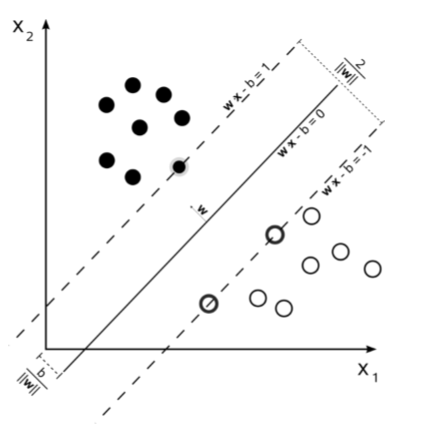 X₂
w x - b = 1
2
‖w‖
w x - b = 0
w x - b = -1
w
b
‖w‖
X₁